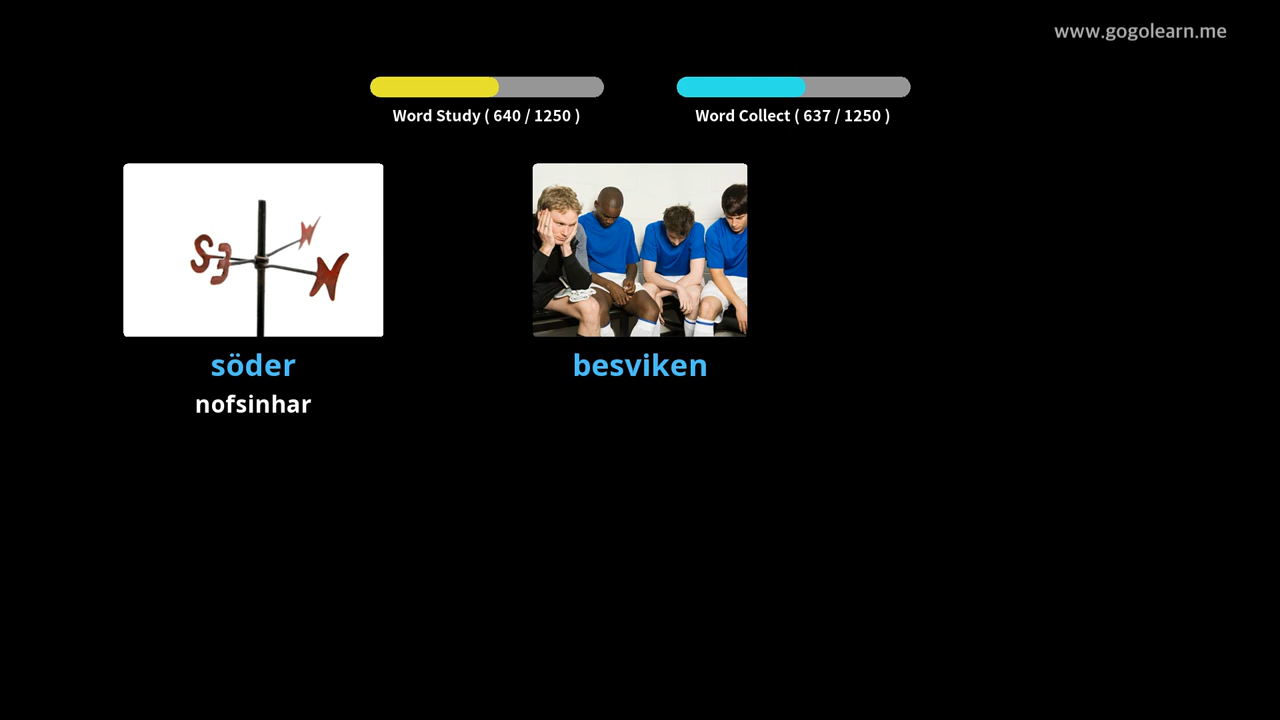 www.gogolearn.me
Word Study ( 640 / 1250 )
Word Collect ( 637 / 1250 )
S E N N
söder
besviken
nofsinhar